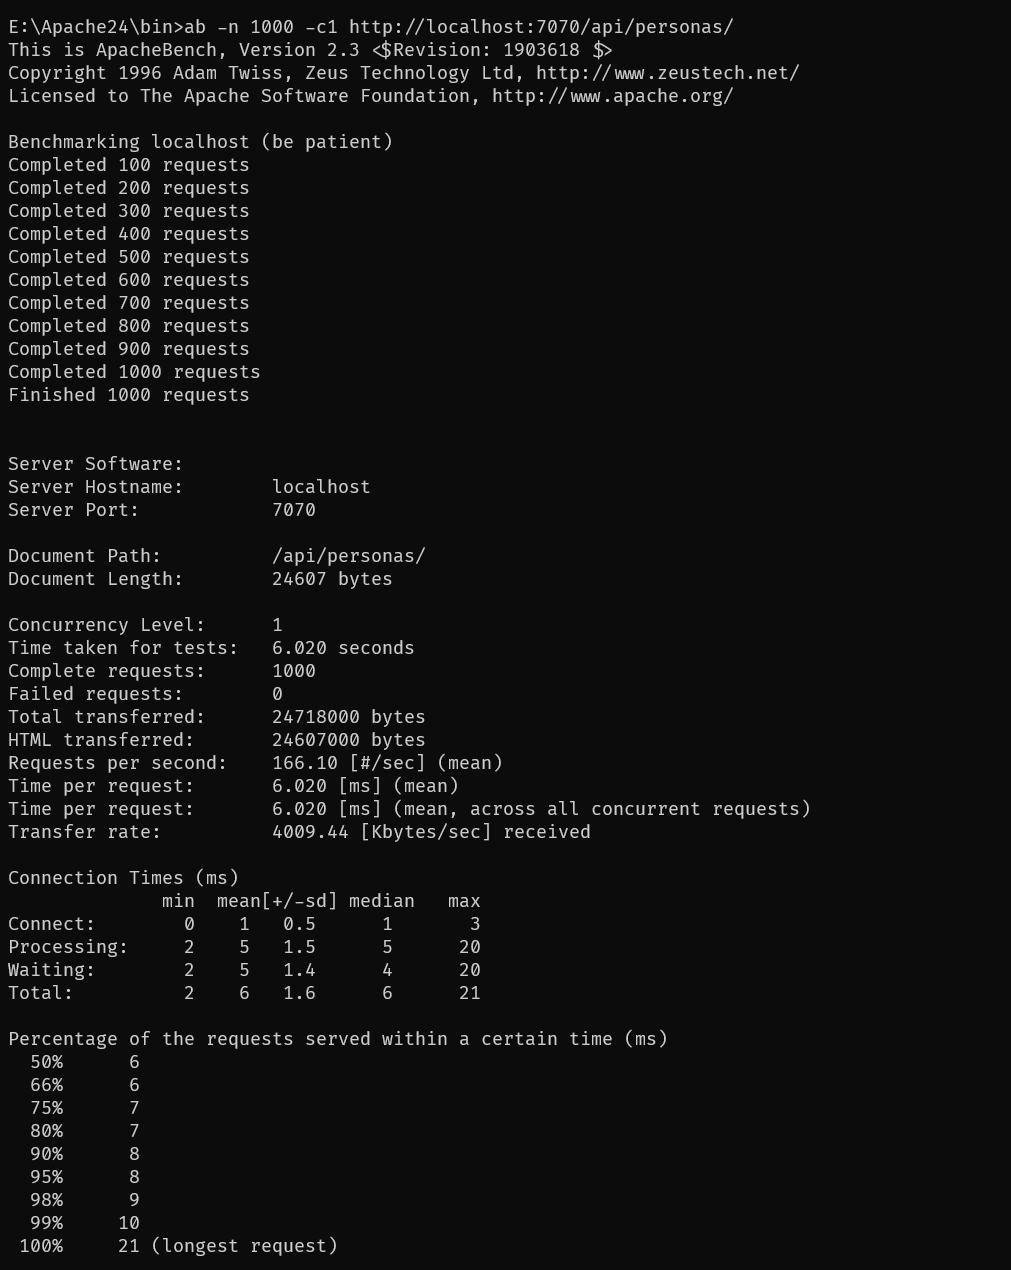 E:\Apache24\bin>ab -n 1000 -c1 http://localhost:7070/api/personas/
This is ApacheBench, Version 2.3 <$Revision: 1903618 $>
Copyright 1996 Adam Twiss, Zeus Technology Ltd, http://www.zeustech.net/
Licensed to The Apache Software Foundation, http://www.apache.org/

Benchmarking localhost (be patient)
Completed 100 requests
Completed 200 requests
Completed 300 requests
Completed 400 requests
Completed 500 requests
Completed 600 requests
Completed 700 requests
Completed 800 requests
Completed 900 requests
Completed 1000 requests
Finished 1000 requests


Server Software:
Server Hostname:        localhost
Server Port:            7070

Document Path:          /api/personas/
Document Length:        24607 bytes

Concurrency Level:      1
Time taken for tests:   6.020 seconds
Complete requests:      1000
Failed requests:        0
Total transferred:      24718000 bytes
HTML transferred:       24607000 bytes
Requests per second:    166.10 [#/sec] (mean)
Time per request:       6.020 [ms] (mean)
Time per request:       6.020 [ms] (mean, across all concurrent requests)
Transfer rate:          4009.44 [Kbytes/sec] received

Connection Times (ms)
              min  mean[+/-sd] median   max
Connect:        0    1   0.5      1       3
Processing:     2    5   1.5      5      20
Waiting:        2    5   1.4      4      20
Total:          2    6   1.6      6      21

Percentage of the requests served within a certain time (ms)
  50%      6
  66%      6
  75%      7
  80%      7
  90%      8
  95%      8
  98%      9
  99%     10
 100%     21 (longest request)